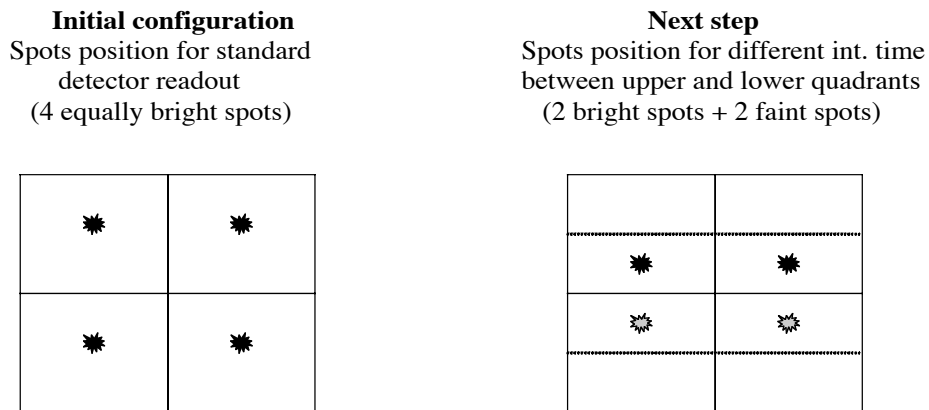 Initial configuration
Spots position for standard
detector readout
(4 equally bright spots)
Next step
Spots position for different int. time
between upper and lower quadrants
(2 bright spots + 2 faint spots)